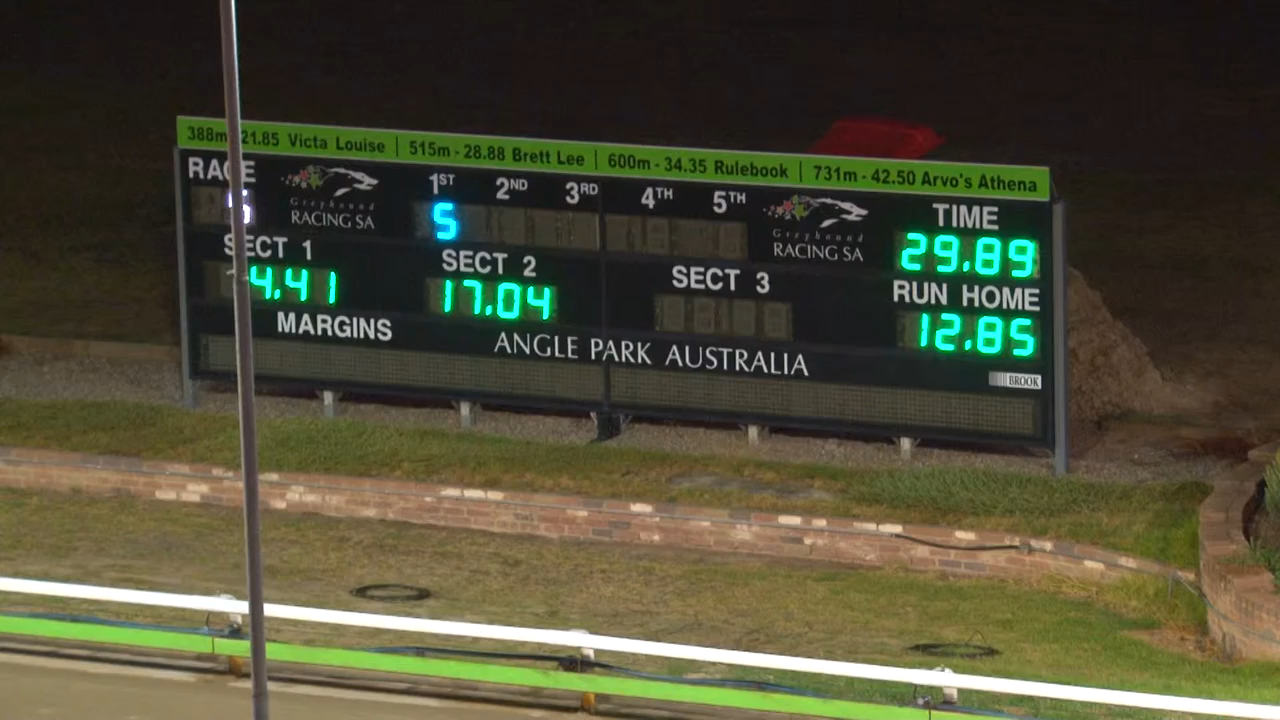 388m 21.85 Victa Louise | 515m - 28.88 Brett Lee | 600m - 34.35 Rulebook | 731m - 42.50 Arvo's Athena
RACE 1ST 2ND 3RD 4TH 5TH TIME
Greyhound RACING SA 5 Greyhound RACING SA 29.89
SECT 1 SECT 2 SECT 3 RUN HOME
4.41 17.04 12.85
MARGINS ANGLE PARK AUSTRALIA
BROOK